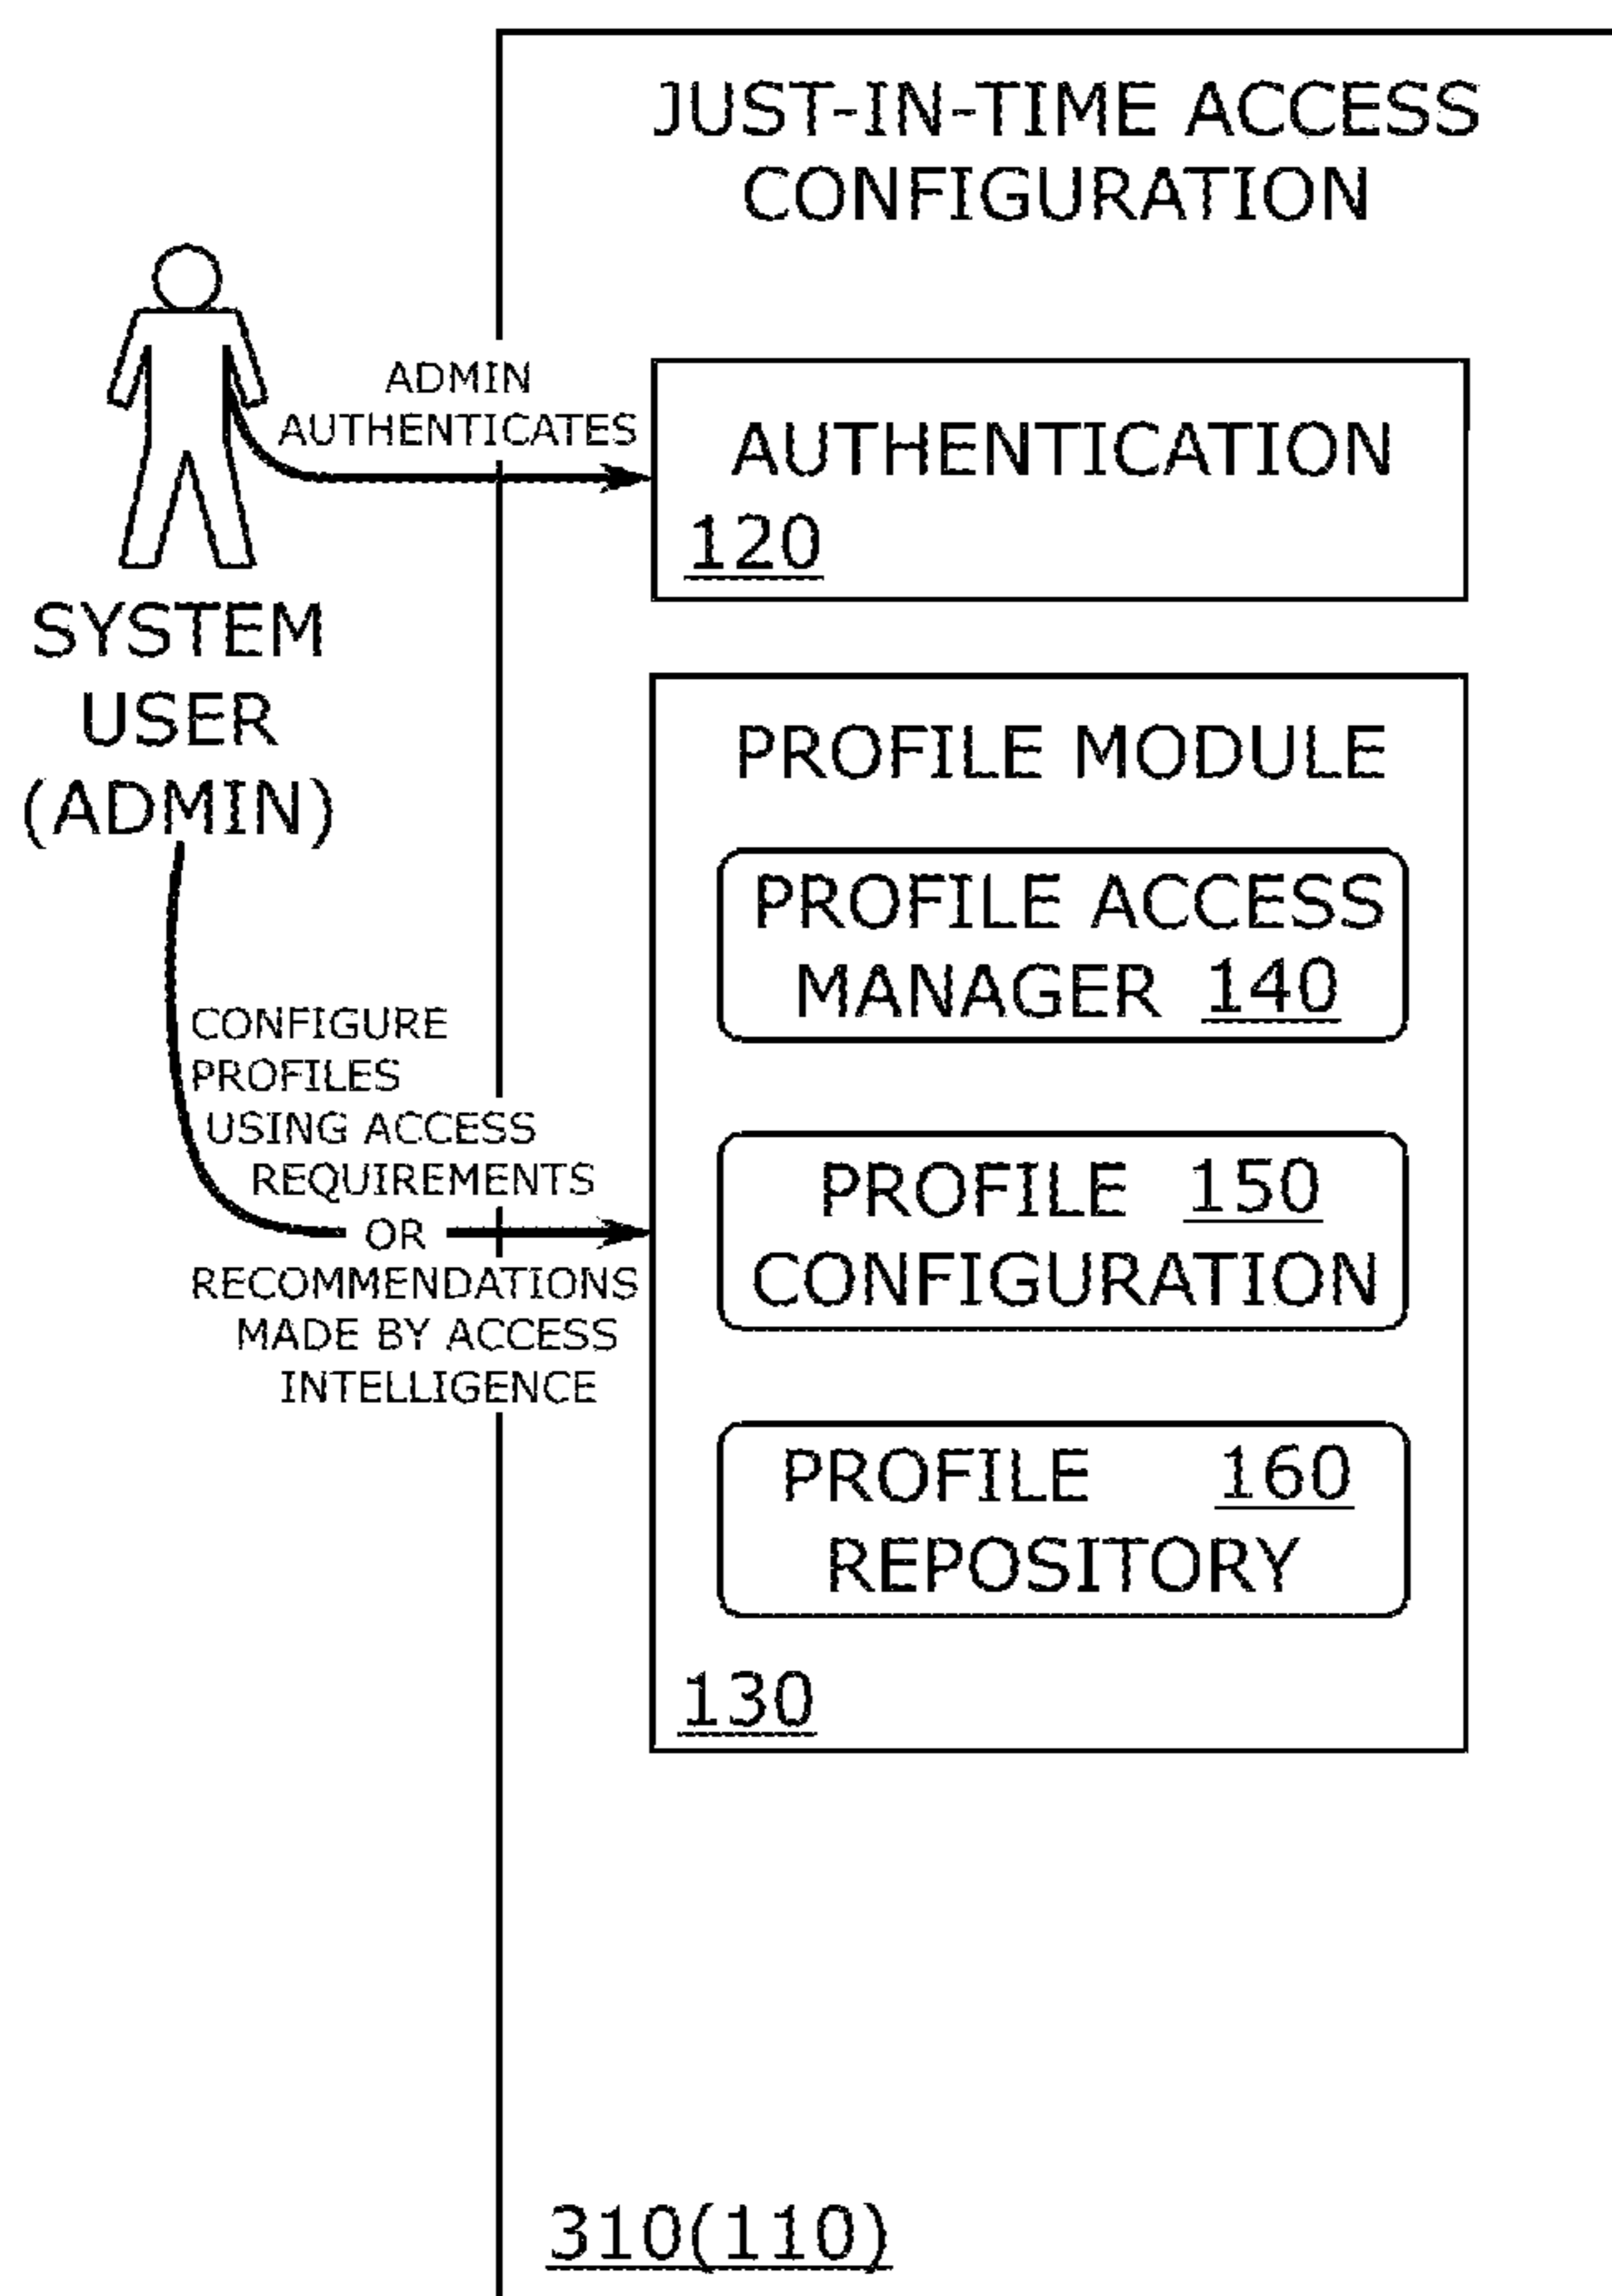 JUST-IN-TIME ACCESS
CONFIGURATION
ADMIN
AUTHENTICATES
AUTHENTICATION
120
SYSTEM
USER
(ADMIN)
PROFILE MODULE
PROFILE ACCESS
MANAGER 140
CONFIGURE
PROFILES
USING ACCESS
REQUIREMENTS
OR
RECOMMENDATIONS
MADE BY ACCESS
INTELLIGENCE
PROFILE 150
CONFIGURATION
PROFILE 160
REPOSITORY
130
310(110)